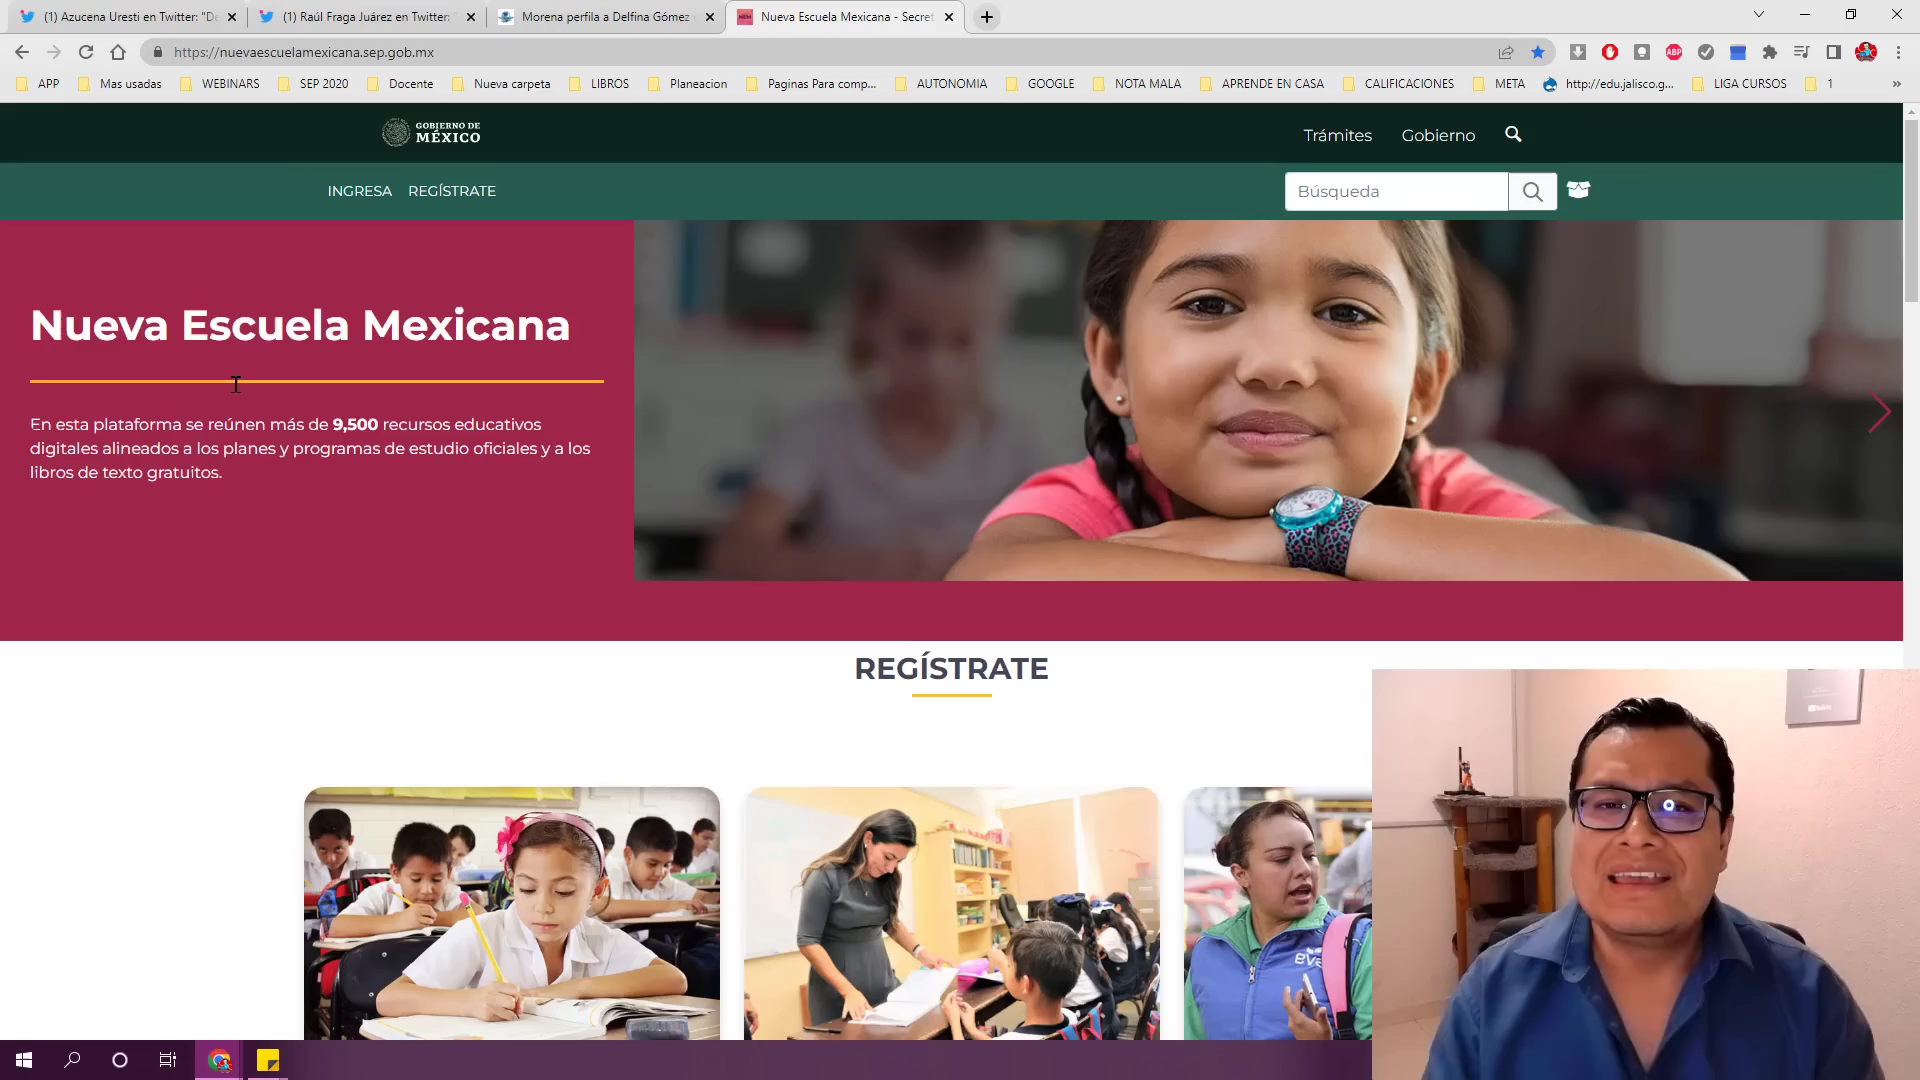 (1) Azucena Uresti en Twitter: "De
(1) Raúl Fraga Juárez en Twitter: "
Morena perfila a Delfina Gómez
Nueva Escuela Mexicana - Secret
https://nuevaescuelamexicana.sep.gob.mx
ABP
APP
Mas usadas
WEBINARS
SEP 2020
Docente
Nueva carpeta
LIBROS
Planeacion
Paginas Para comp...
AUTONOMIA
GOOGLE
NOTA MALA
APRENDE EN CASA
CALIFICACIONES
META
http://edu.jalisco.g...
LIGA CURSOS
1
»
GOBIERNO DE
MÉXICO
Trámites
Gobierno
INGRESA
REGÍSTRATE
Búsqueda
Nueva Escuela Mexicana
En esta plataforma se reúnen más de 9,500 recursos educativos
digitales alineados a los planes y programas de estudio oficiales y a los
libros de texto gratuitos.
REGÍSTRATE